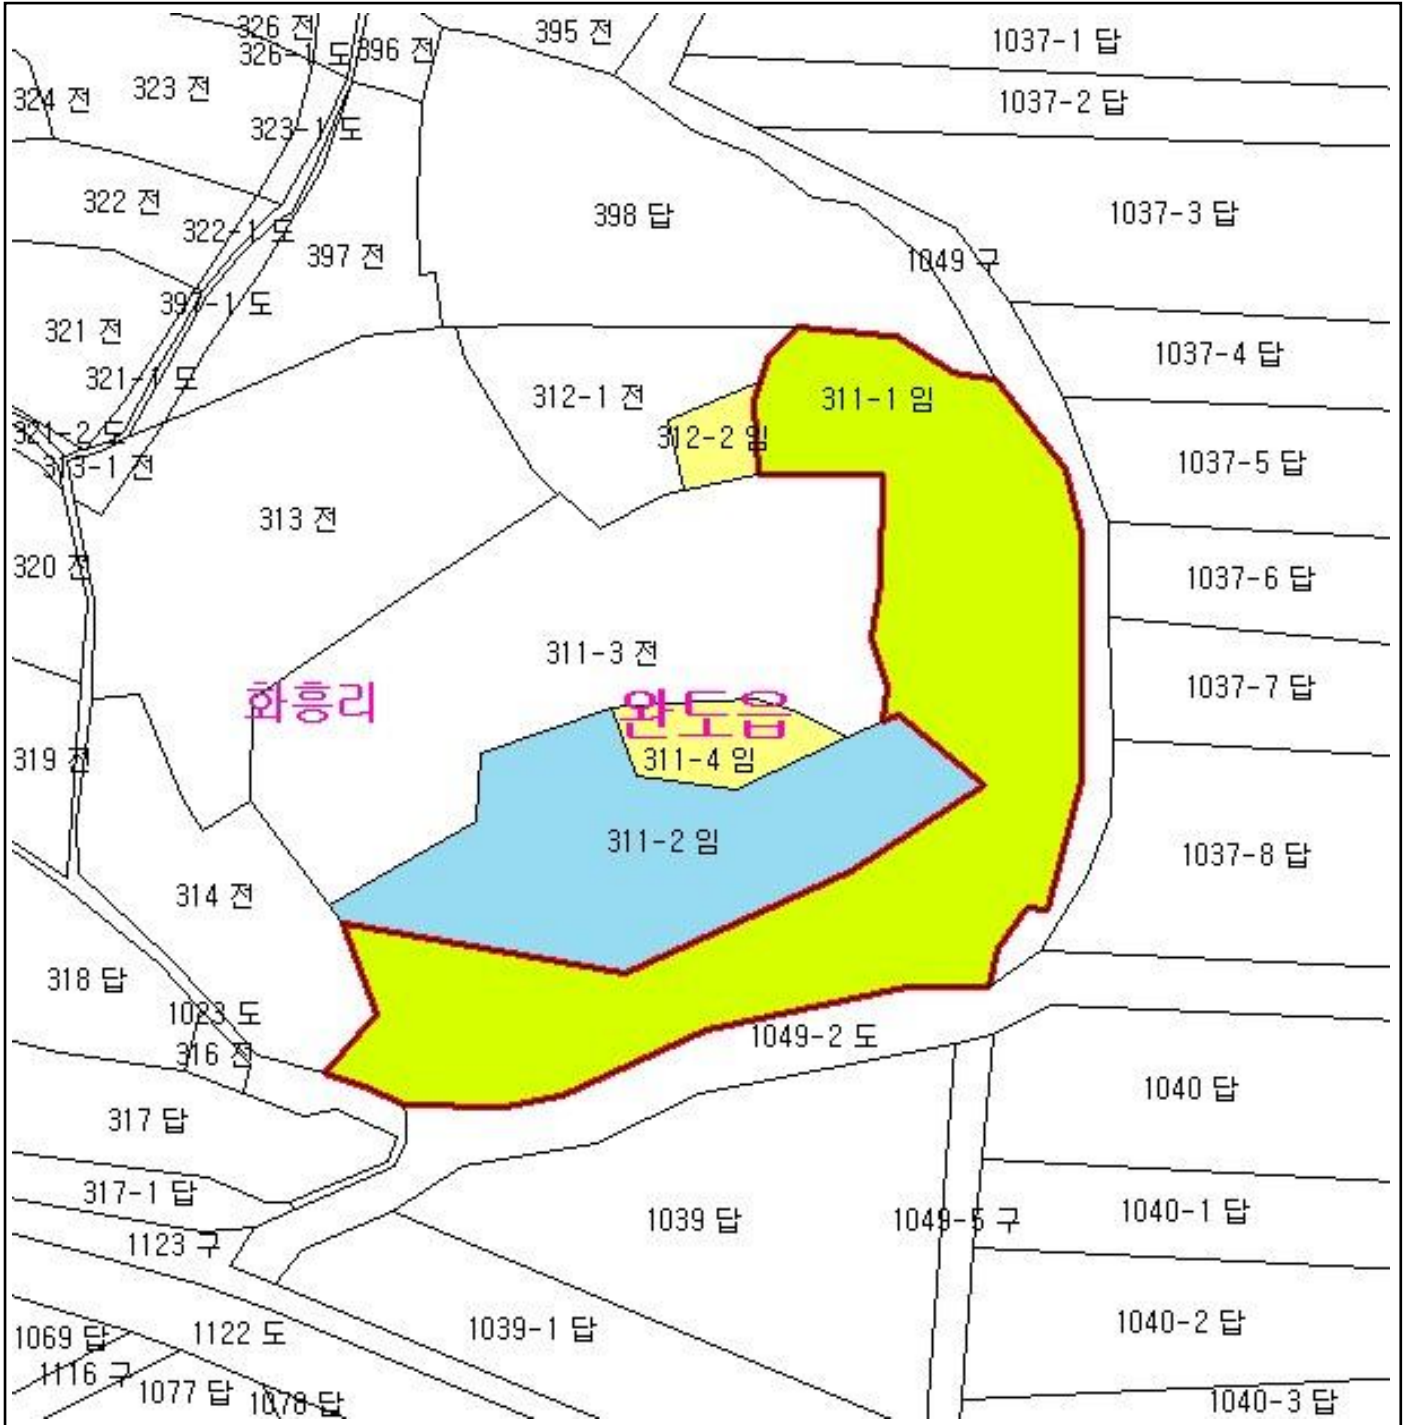 326 전
395 전
1037-1 답
326-1 도
396 전
323 전
324 전
1037-2 답
323-1 도
322 전
398 답
1037-3 답
322-1 도
397 전
1049 구
397-1 도
321 전
1037-4 답
321-1 도
312-1 전
311-1 임
321-2 도
312-2 임
313-1 전
1037-5 답
313 전
320 전
1037-6 답
311-3 전
1037-7 답
화흥리
완도읍
319 전
311-4 임
311-2 임
1037-8 답
314 전
318 답
1023 도
1049-2 도
316 전
1040 답
317 답
317-1 답
1039 답
1049-5 구
1040-1 답
1123 구
1069 답
1122 도
1039-1 답
1040-2 답
1116 구
1077 답
1078 답
1040-3 답